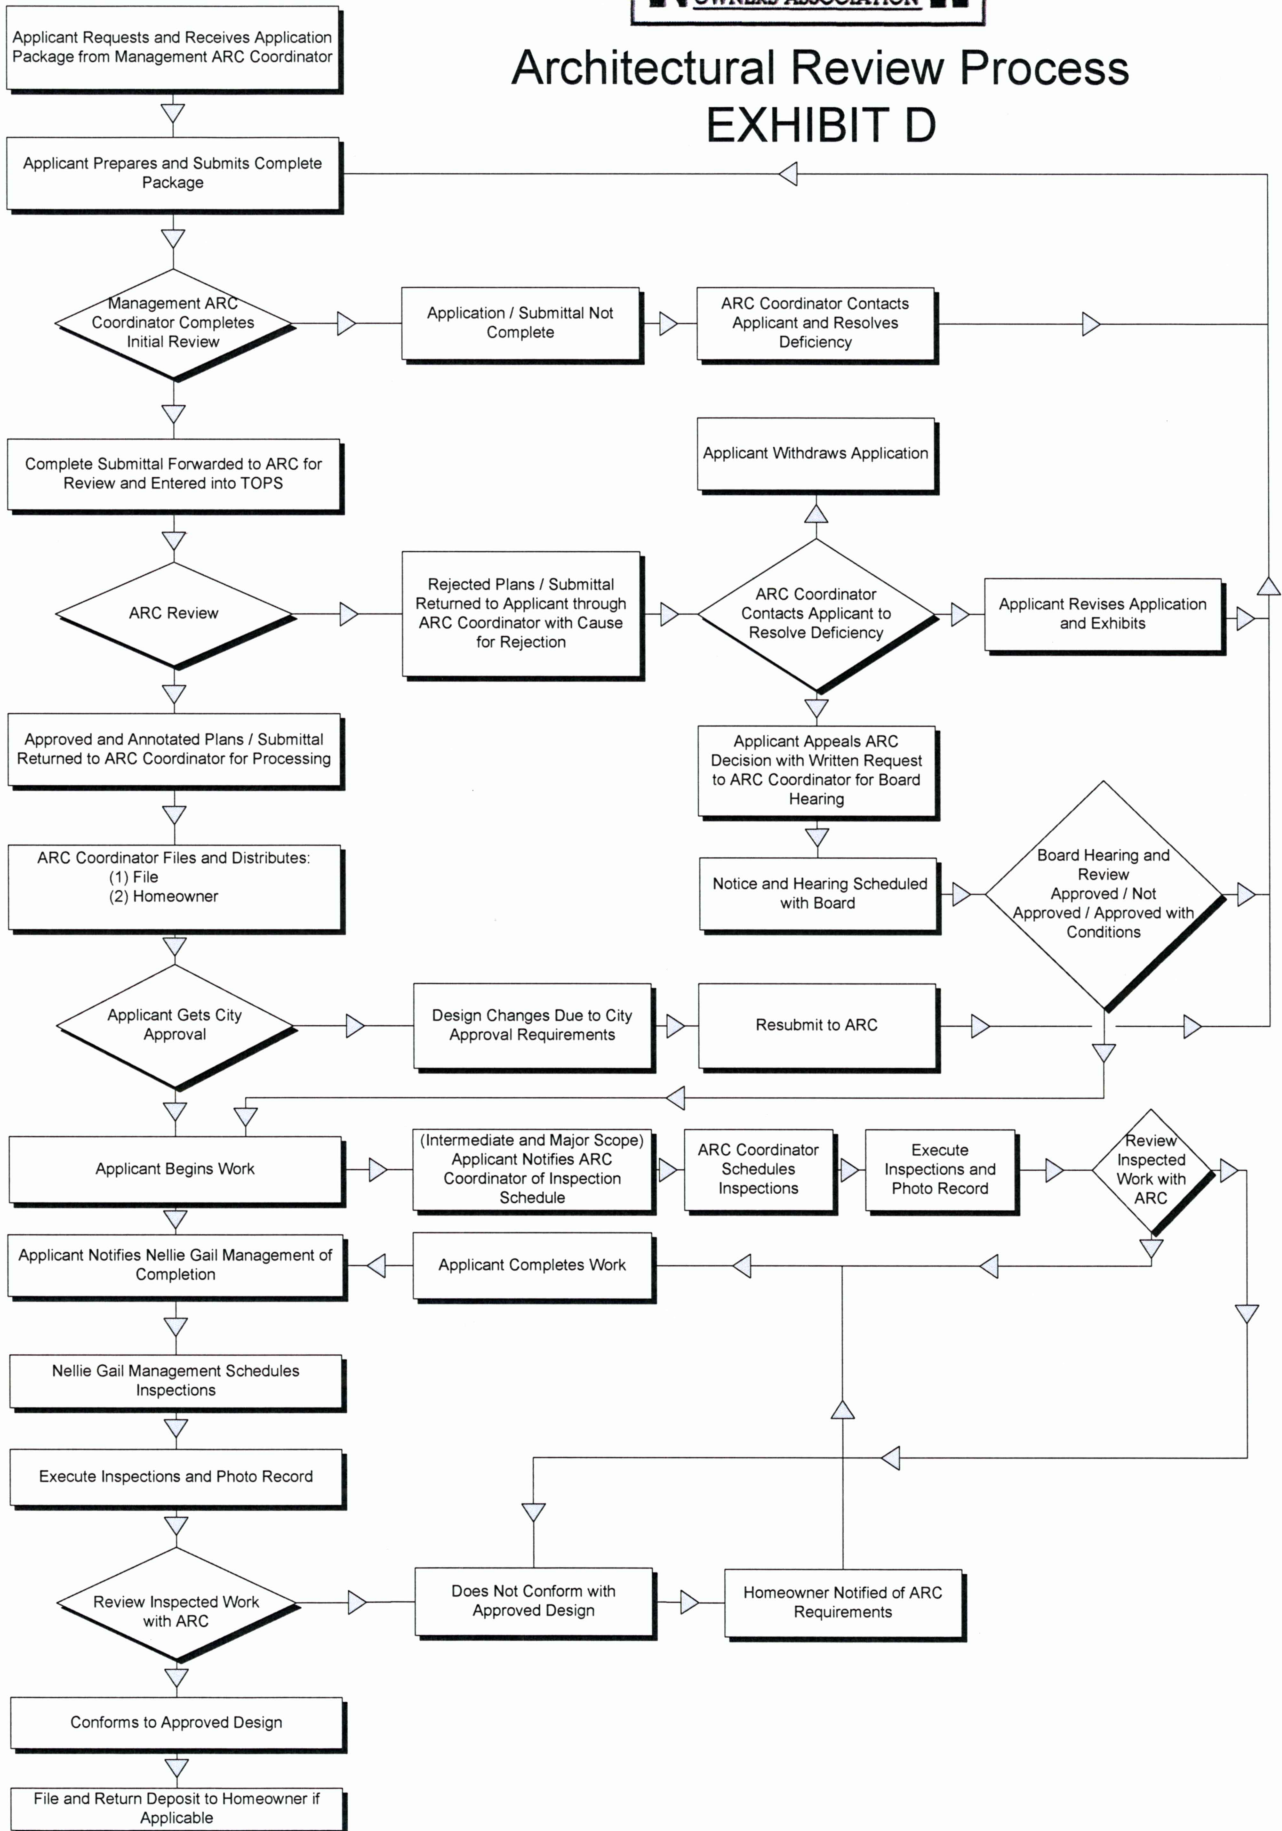 OWNERS ASSOCIATION
Architectural Review Process
EXHIBIT D
Applicant Requests and Receives Application
Package from Management ARC Coordinator
Applicant Prepares and Submits Complete
Package
Management ARC
Coordinator Completes
Initial Review
Application / Submittal Not
Complete
ARC Coordinator Contacts
Applicant and Resolves
Deficiency
Complete Submittal Forwarded to ARC for
Review and Entered into TOPS
Applicant Withdraws Application
ARC Review
Rejected Plans / Submittal
Returned to Applicant through
ARC Coordinator with Cause
for Rejection
ARC Coordinator
Contacts Applicant to
Resolve Deficiency
Applicant Revises Application
and Exhibits
Approved and Annotated Plans / Submittal
Returned to ARC Coordinator for Processing
Applicant Appeals ARC
Decision with Written Request
to ARC Coordinator for Board
Hearing
ARC Coordinator Files and Distributes:
(1) File
(2) Homeowner
Notice and Hearing Scheduled
with Board
Board Hearing and
Review
Approved / Not
Approved / Approved with
Conditions
Applicant Gets City
Approval
Design Changes Due to City
Approval Requirements
Resubmit to ARC
Applicant Begins Work
(Intermediate and Major Scope)
Applicant Notifies ARC
Coordinator of Inspection
Schedule
ARC Coordinator
Schedules
Inspections
Execute
Inspections and
Photo Record
Review
Inspected
Work with
ARC
Applicant Notifies Nellie Gail Management of
Completion
Applicant Completes Work
Nellie Gail Management Schedules
Inspections
Execute Inspections and Photo Record
Review Inspected Work
with ARC
Does Not Conform with
Approved Design
Homeowner Notified of ARC
Requirements
Conforms to Approved Design
File and Return Deposit to Homeowner if
Applicable